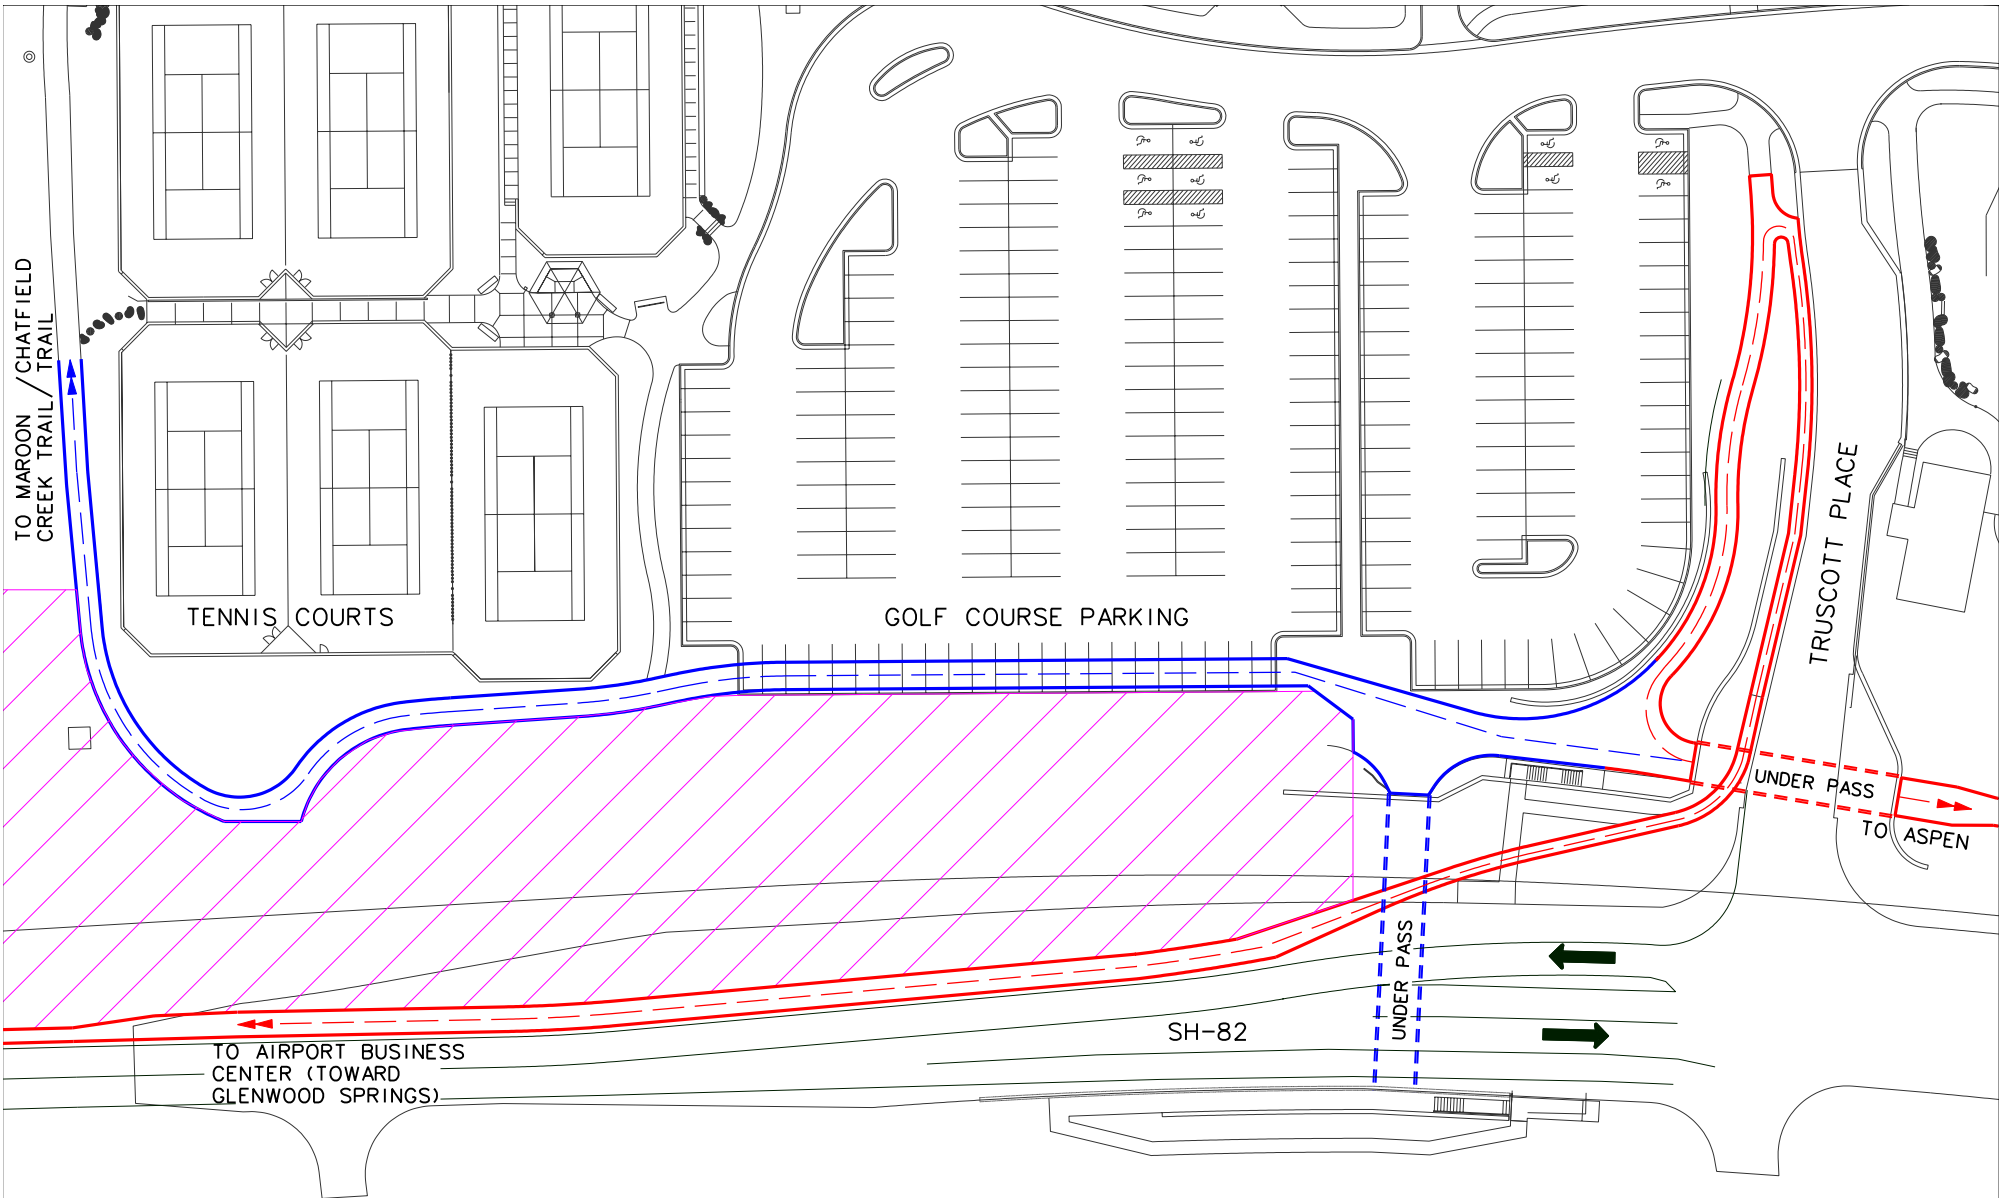 TO MAROON /CHATFIELD
CREEK TRAIL/ TRAIL
TENNIS COURTS
GOLF COURSE PARKING
TRUSCOTT PLACE
UNDER PASS
TO ASPEN
UNDER PASS
SH-82
TO AIRPORT BUSINESS
CENTER (TOWARD
GLENWOOD SPRINGS)